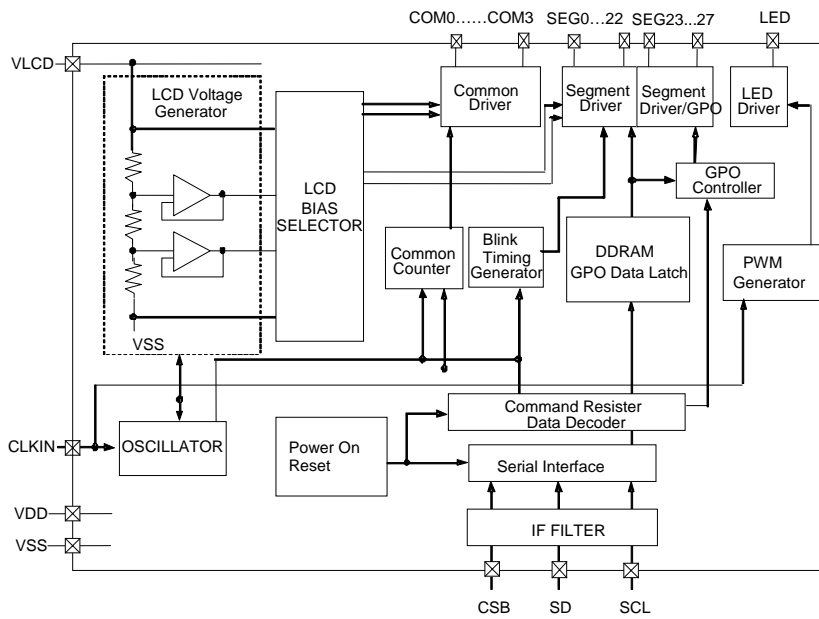 COM0......COM3 SEG0...22 SEG23...27 LED
VLCD
LCD Voltage
Generator
LCD
BIAS
SELECTOR
Common
Driver
Segment
Driver
Segment
Driver/GPO
LED
Driver
GPO
Controller
Common
Counter
Blink
Timing
Generator
DDRAM
GPO Data Latch
PWM
Generator
VSS
OSCILLATOR
CLKIN
Power On
Reset
Command Resister
Data Decoder
Serial Interface
IF FILTER
VDD
VSS
CSB SD SCL